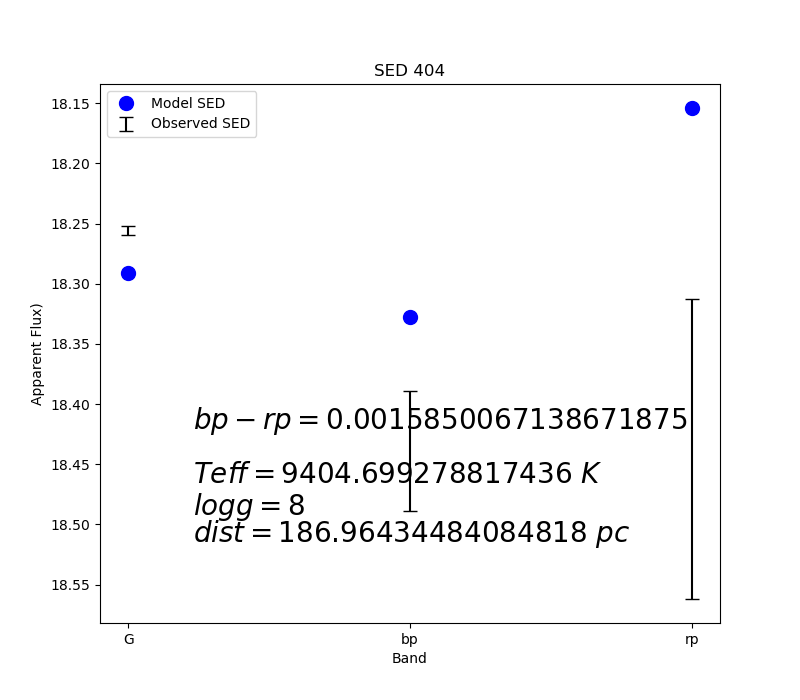 SED 404
Model SED
Observed SED
18.15
18.20
18.25
18.30
18.35
18.40
18.45
18.50
18.55
Apparent Flux)
bp − rp = 0.0015850067138671875
Teff = 9404.699278817436 K
logg = 8
dist = 186.96434484084818 pc
G bp rp
Band